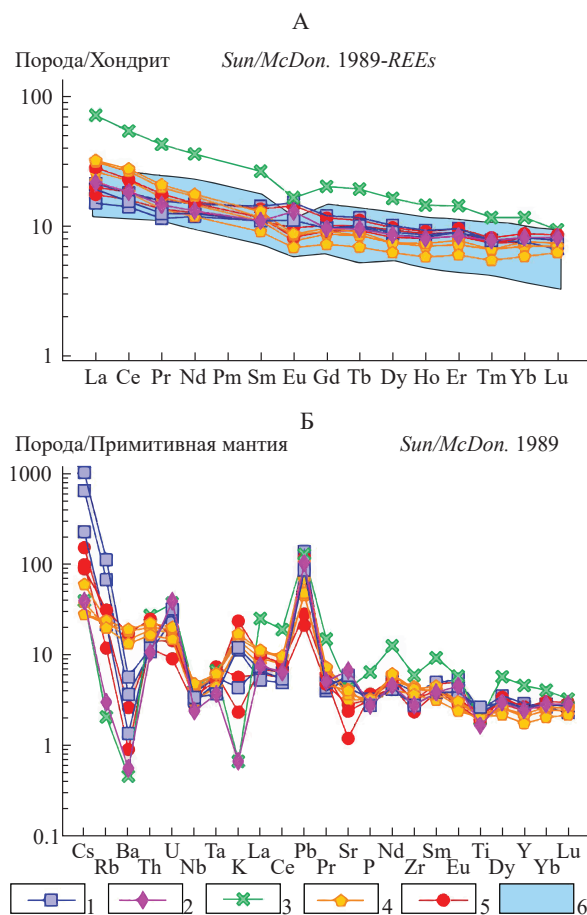 А
Порода/Хондрит Sun/McDon. 1989-REEs
100
10
1
La Ce Pr Nd Pm Sm Eu Gd Tb Dy Ho Er Tm Yb Lu
Б
Порода/Примитивная мантия Sun/McDon. 1989
1000
100
10
1
0.1
Cs Ba U Ta La Pb Sr Nd Sm Ti Y Lu
Rb Th Nb K Ce Pr P Zr Eu Dy Yb
1 2 3 4 5 6